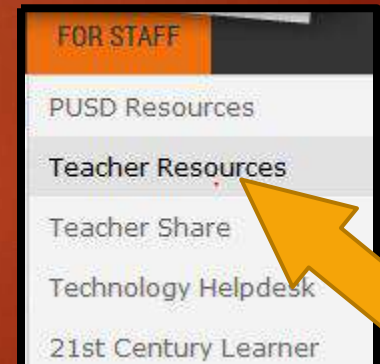 FOR STAFF
PUSD Resources
Teacher Resources
Teacher Share
Technology Helpdesk
21st Century Learner